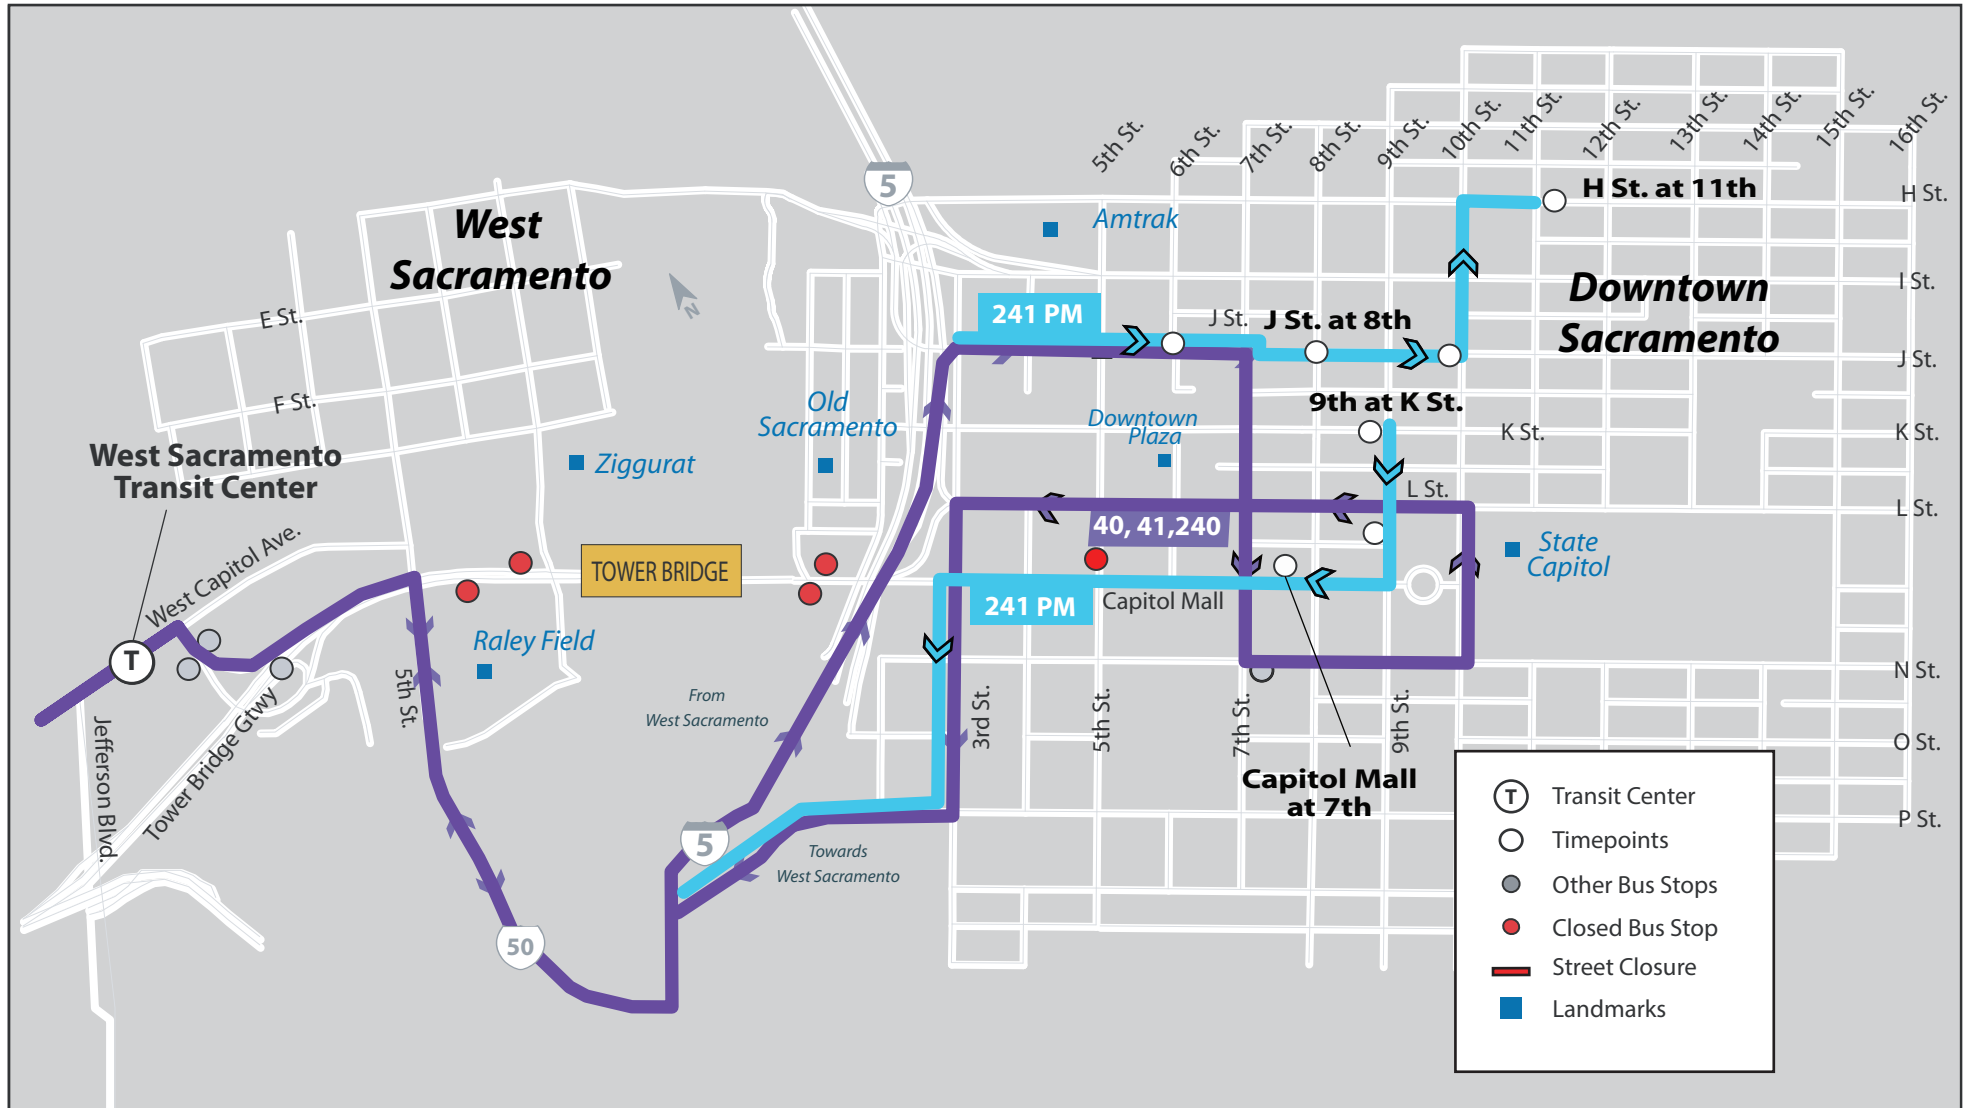 5th St.
6th St.
7th St.
8th St.
9th St.
10th St.
11th St.
12th St.
13th St.
14th St.
15th St.
16th St.
5
West
Sacramento
Amtrak
H St. at 11th
H St.
N
E St.
241 PM
J St.
J St. at 8th
Downtown
Sacramento
I St.
J St.
F St.
Old
Sacramento
Downtown
Plaza
9th at K St.
K St.
K St.
West Sacramento
Transit Center
Ziggurat
L St.
L St.
40, 41,240
State
Capitol
West Capitol Ave.
TOWER BRIDGE
241 PM
Capitol Mall
T
Raley Field
5th St.
Tower Bridge Gtwy
Jefferson Blvd.
From
West Sacramento
3rd St.
5th St.
7th St.
9th St.
N St.
O St.
P St.
Capitol Mall
at 7th
5
Towards
West Sacramento
50
T Transit Center
Timepoints
Other Bus Stops
Closed Bus Stop
Street Closure
Landmarks